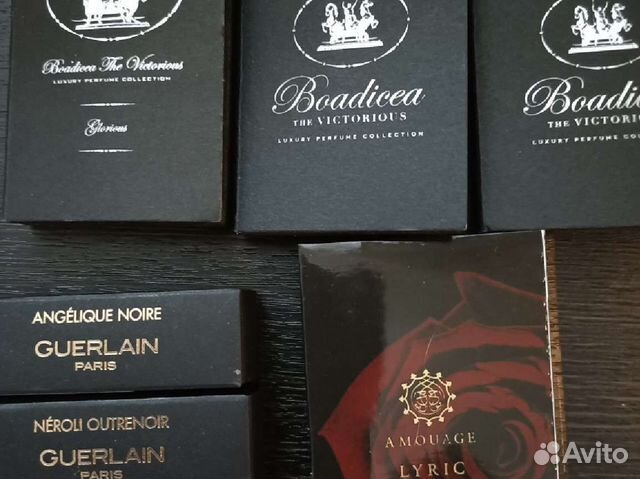 Boadicea The Victorious
LUXURY PERFUME COLLECTION
Glorious
Boadicea
THE VICTORIOUS
LUXURY PERFUME COLLECTION
Boadicea
THE VICTORIOUS
LUXURY PERFUME COLLECTION
ANGÉLIQUE NOIRE
GUERLAIN
PARIS
NÉROLI OUTRENOIR
GUERLAIN
PARIS
AMOUAGE
LYRIC
Avito